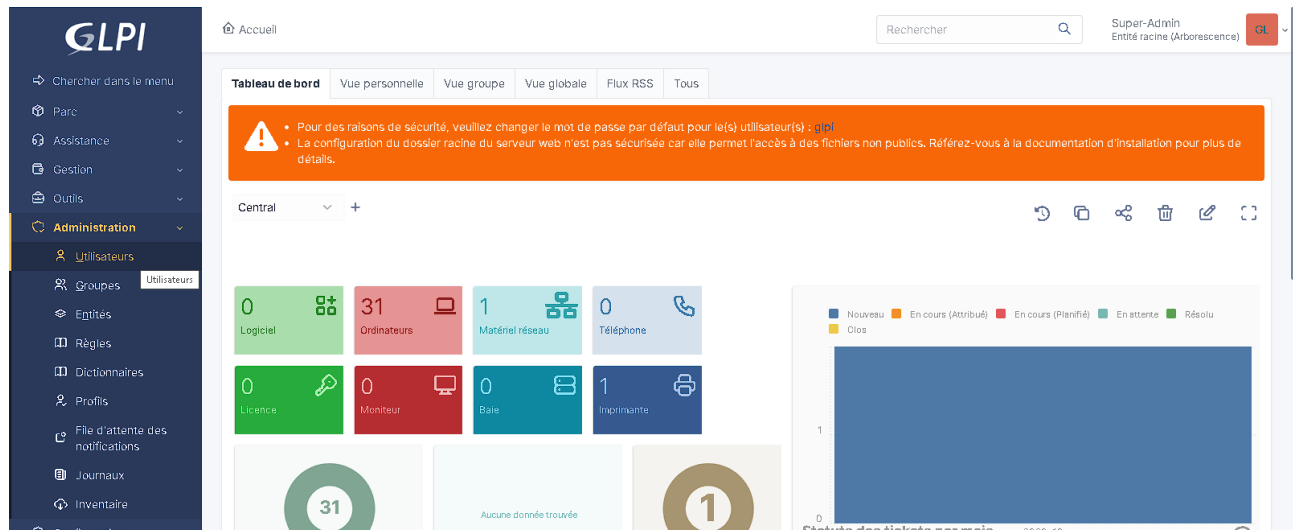 GLPI
Chercher dans le menu
Parc
Assistance
Gestion
Outils
Administration
Utilisateurs
Utilisateurs
Groupes
Entités
Règles
Dictionnaires
Profils
File d'attente des
notifications
Journaux
Inventaire
Accueil
Rechercher
Super-Admin
Entité racine (Arborescence)
GL
Tableau de bord
Vue personnelle
Vue groupe
Vue globale
Flux RSS
Tous
Pour des raisons de sécurité, veuillez changer le mot de passe par défaut pour le(s) utilisateur(s) : glpi
La configuration du dossier racine du serveur web n'est pas sécurisée car elle permet l'accès à des fichiers non publics. Référez-vous à la documentation d'installation pour plus de
détails.
Central
0
Logiciel
31
Ordinateurs
1
Matériel réseau
0
Téléphone
0
Licence
0
Moniteur
0
Baie
1
Imprimante
31
Aucune donnée trouvée
1
Nouveau
En cours (Attribué)
En cours (Planifié)
En attente
Résolu
Clos
1
0
Statuts des tickets par mois